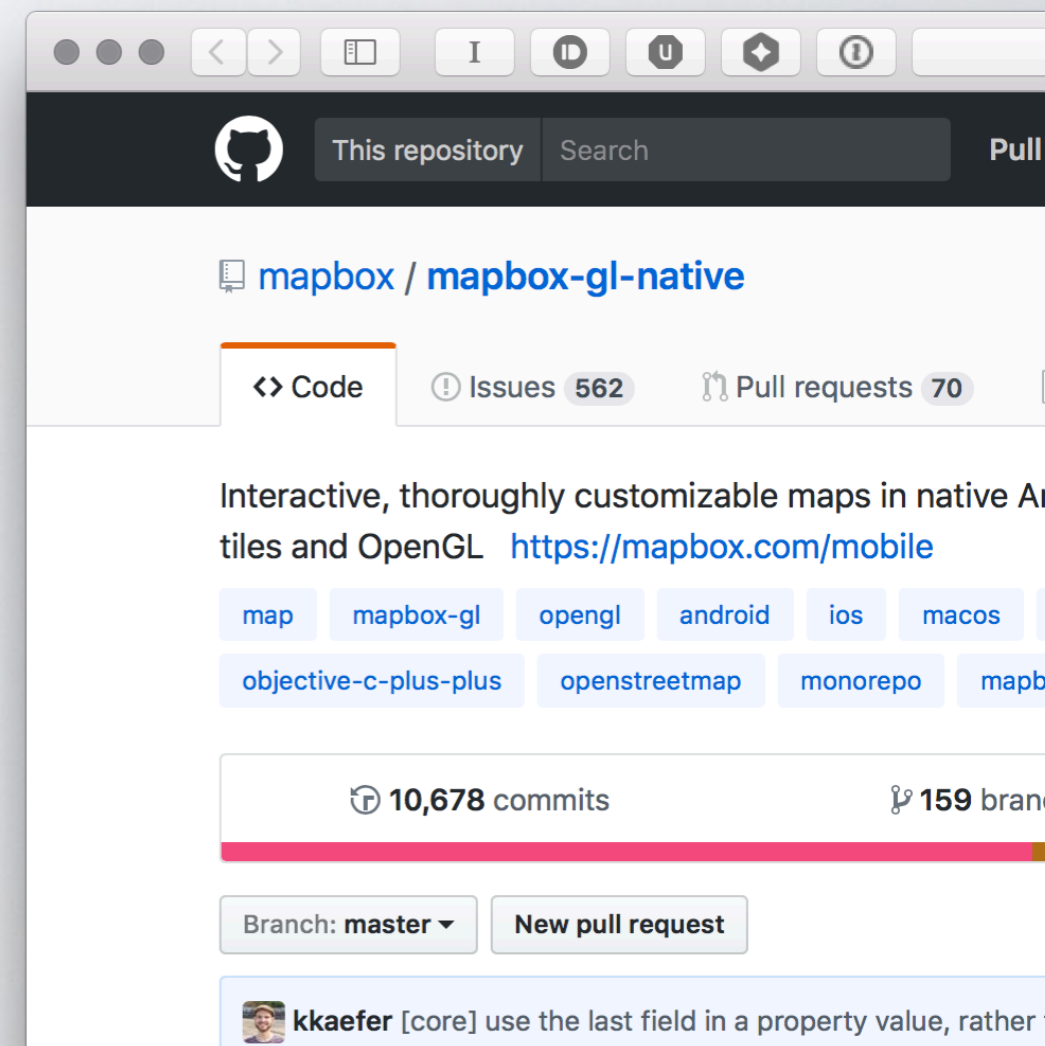 This repository Search Pull
mapbox / mapbox-gl-native
Code Issues 562 Pull requests 70
Interactive, thoroughly customizable maps in native
tiles and OpenGL https://mapbox.com/mobile
map mapbox-gl opengl android ios macos
objective-c-plus-plus openstreetmap monorepo mapb
10,678 commits 159 bran
Branch: master New pull request
kkaefer [core] use the last field in a property value, rather